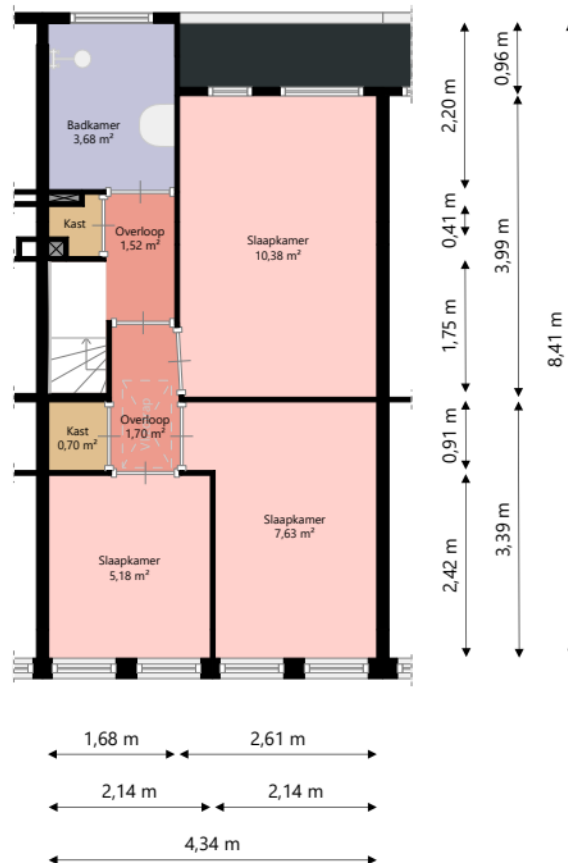 Badkamer
3,68 m²
Kast
Overloop
1,52 m²
Slaapkamer
10,38 m²
Kast
0,70 m²
Overloop
1,70 m²
Slaapkamer
7,63 m²
Slaapkamer
5,18 m²
2,20 m
0,96 m
0,41 m
3,99 m
1,75 m
8,41 m
0,91 m
3,39 m
2,42 m
1,68 m
2,61 m
2,14 m
2,14 m
4,34 m